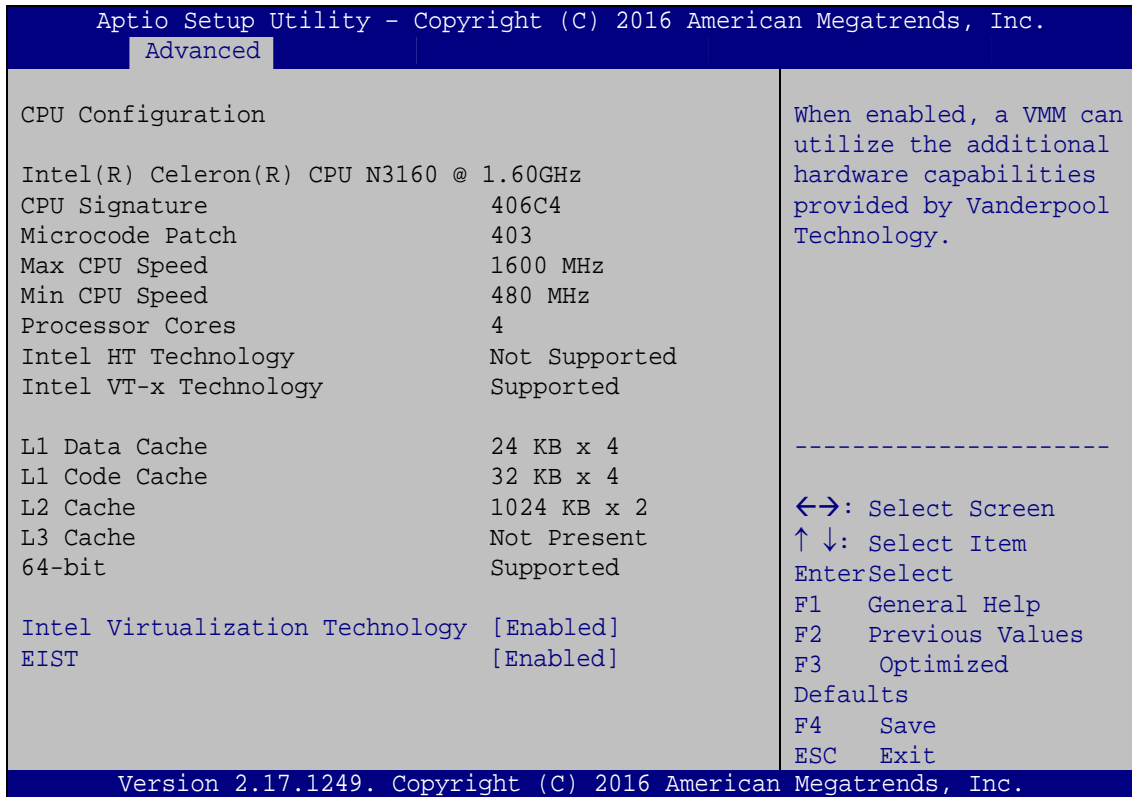 Aptio Setup Utility – Copyright (C) 2016 American Megatrends, Inc.
Advanced
CPU Configuration
Intel(R) Celeron(R) CPU N3160 @ 1.60GHz
CPU Signature 406C4
Microcode Patch 403
Max CPU Speed 1600 MHz
Min CPU Speed 480 MHz
Processor Cores 4
Intel HT Technology Not Supported
Intel VT-x Technology Supported
L1 Data Cache 24 KB x 4
L1 Code Cache 32 KB x 4
L2 Cache 1024 KB x 2
L3 Cache Not Present
64-bit Supported
Intel Virtualization Technology [Enabled]
EIST [Enabled]
When enabled, a VMM can
utilize the additional
hardware capabilities
provided by Vanderpool
Technology.
----------------------
←→: Select Screen
↑ ↓: Select Item
EnterSelect
F1 General Help
F2 Previous Values
F3 Optimized
Defaults
F4 Save
ESC Exit
Version 2.17.1249. Copyright (C) 2016 American Megatrends, Inc.